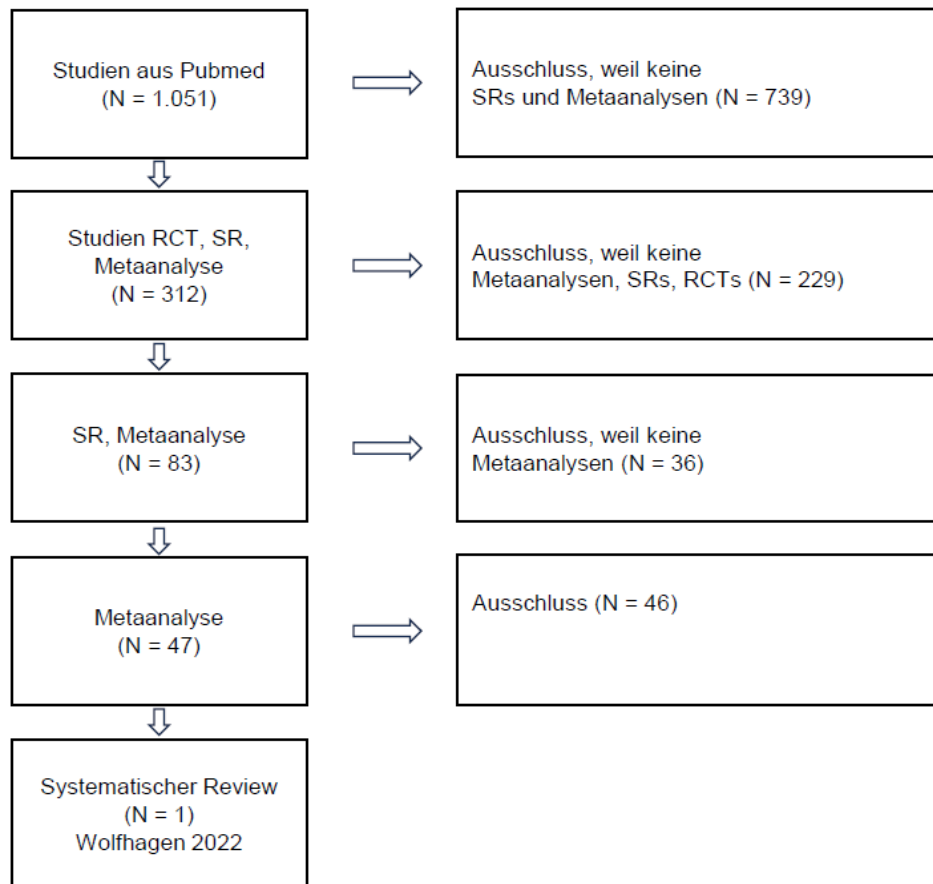 Studien aus Pubmed
(N = 1.051)
Ausschluss, weil keine
SRs und Metaanalysen (N = 739)
Studien RCT, SR,
Metaanalyse
(N = 312)
Ausschluss, weil keine
Metaanalysen, SRs, RCTs (N = 229)
SR, Metaanalyse
(N = 83)
Ausschluss, weil keine
Metaanalysen (N = 36)
Metaanalyse
(N = 47)
Ausschluss (N = 46)
Systematischer Review
(N = 1)
Wolfhagen 2022